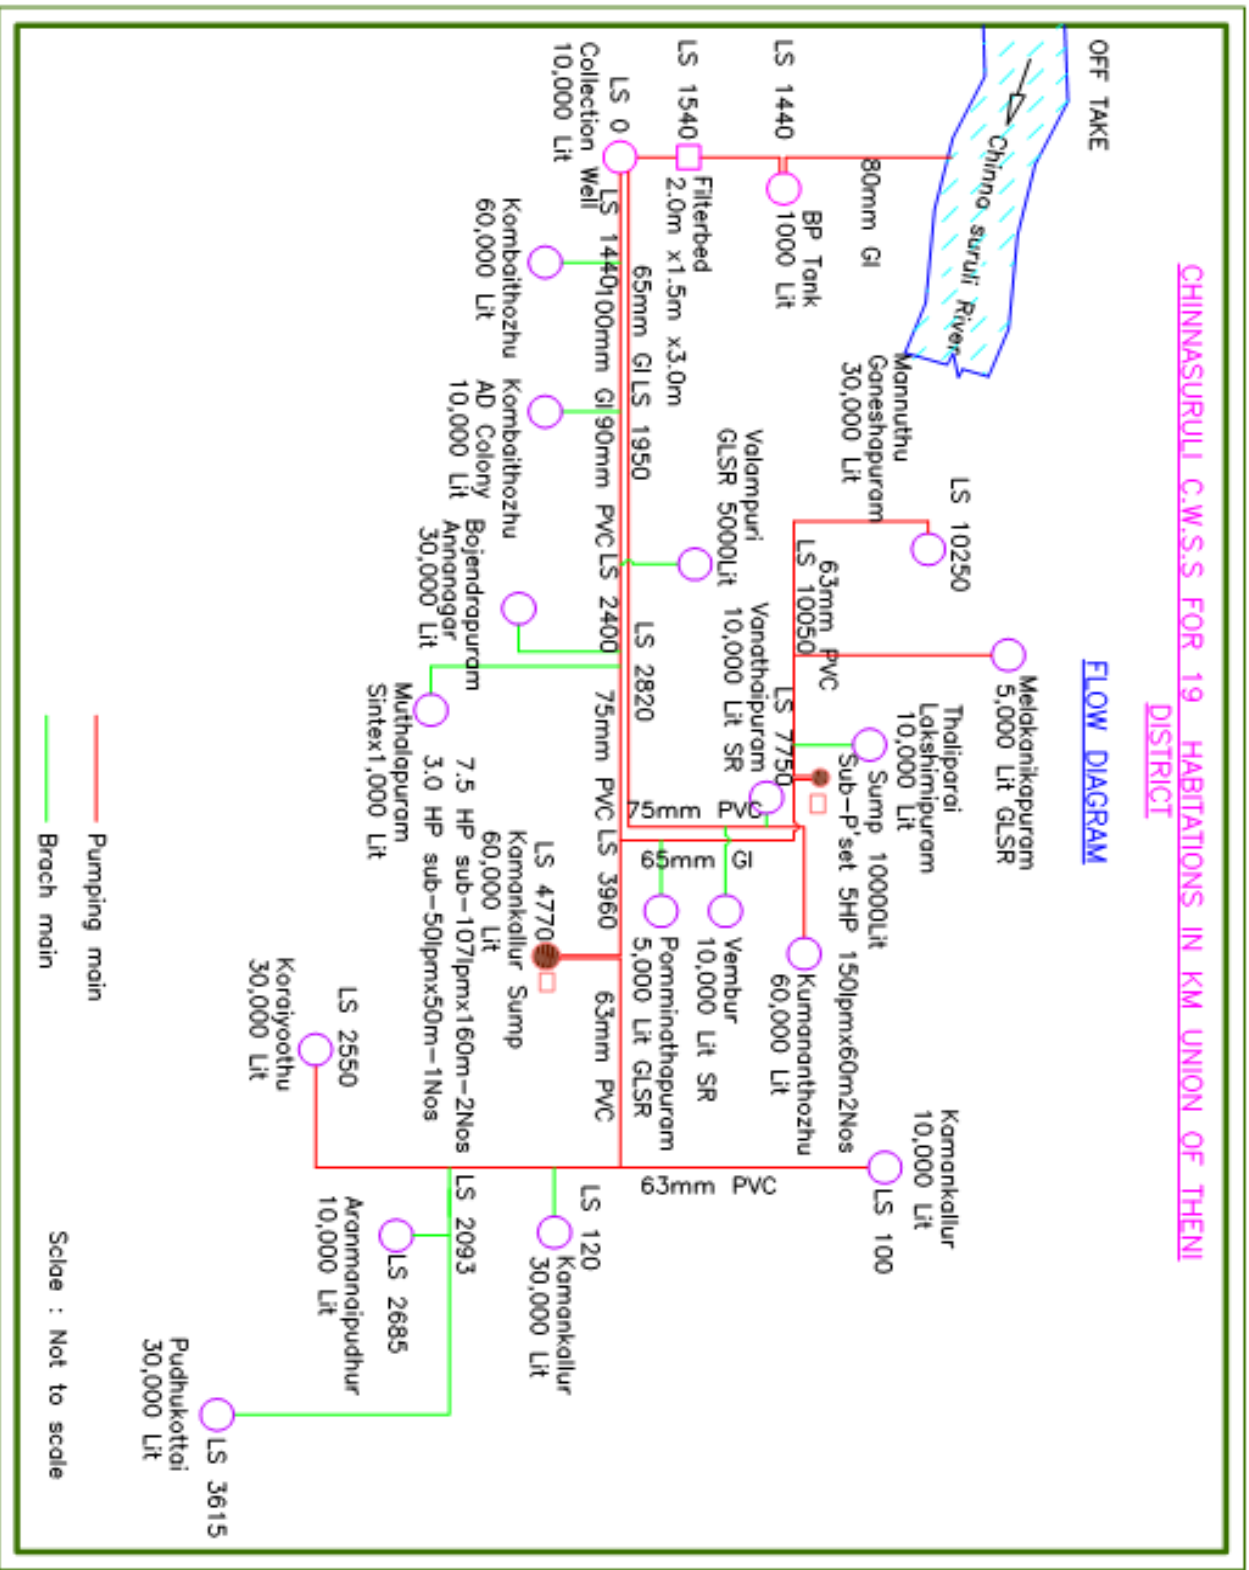 CHINNASURULI C.W.S.S FOR 19 HABITATIONS IN KM UNION OF THENI
DISTRICT
FLOW DIAGRAM
OFF TAKE
Chinna suruli River
80mm GI
LS 1440
BP Tank
1000 Lit
LS 1540
Filterbed
2.0m x1.5m x3.0m
LS 0
Collection Well
10,000 Lit
LS 10250
Mannuthu
Ganeshapuram
30,000 Lit
Melakanikapuram
5,000 Lit GLSR
63mm PVC
LS 10050
Thaliparai
Lakshimipuram
10,000 Lit
LS 7750
Sump 10000Lit
Sub-P'set 5HP 150lpmx60m2Nos
Valampuri
GLSR 5000Lit
Vanathaipuram
10,000 Lit SR
65mm GI
LS 1950
LS 2820
75mm PVC
65mm GI
Kumananthozhu
60,000 Lit
Vembur
10,000 Lit SR
Pomminathapuram
5,000 Lit GLSR
LS 1440
100mm GI
90mm PVC
LS 2400
75mm PVC
LS 3960
63mm PVC
63mm PVC
Kamankallur
10,000 Lit
LS 100
Kombaithozhu
60,000 Lit
Kombaithozhu
AD Colony
10,000 Lit
Bojendrapuram
Annanagar
30,000 Lit
Muthalapuram
Sintex1,000 Lit
LS 4770
Kamankallur Sump
60,000 Lit
7.5 HP sub-107lpmx160m-2Nos
3.0 HP sub-50lpmx50m-1Nos
LS 120
Kamankallur
30,000 Lit
LS 2093
LS 2685
Aranmanaipudhur
10,000 Lit
LS 2550
Koraiyoothu
30,000 Lit
LS 3615
Pudhukottai
30,000 Lit
Pumping main
Brach main
Sclae : Not to scale